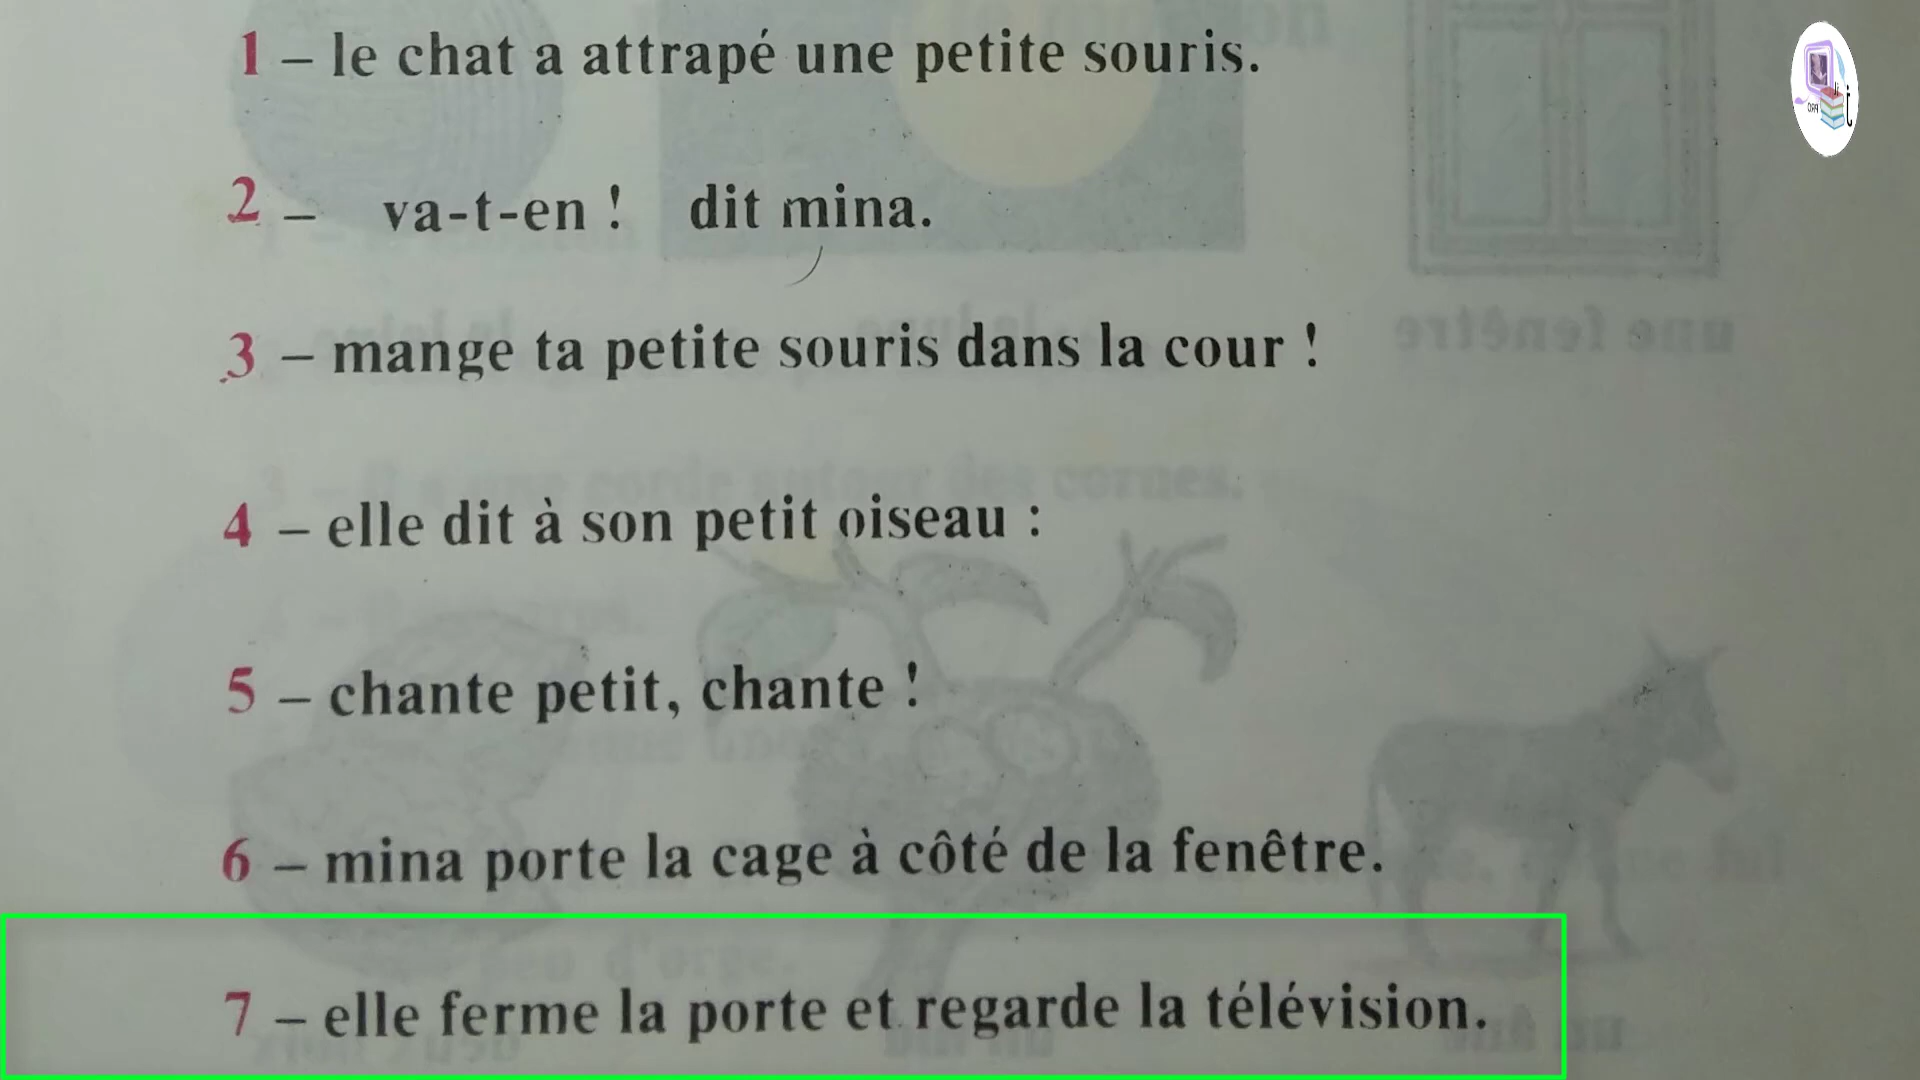 1 – le chat a attrapé une petite souris.
2 – va-t-en ! dit mina.
3 – mange ta petite souris dans la cour !
4 – elle dit à son petit oiseau :
5 – chante petit, chante !
6 – mina porte la cage à côté de la fenêtre.
7 – elle ferme la porte et regarde la télévision.